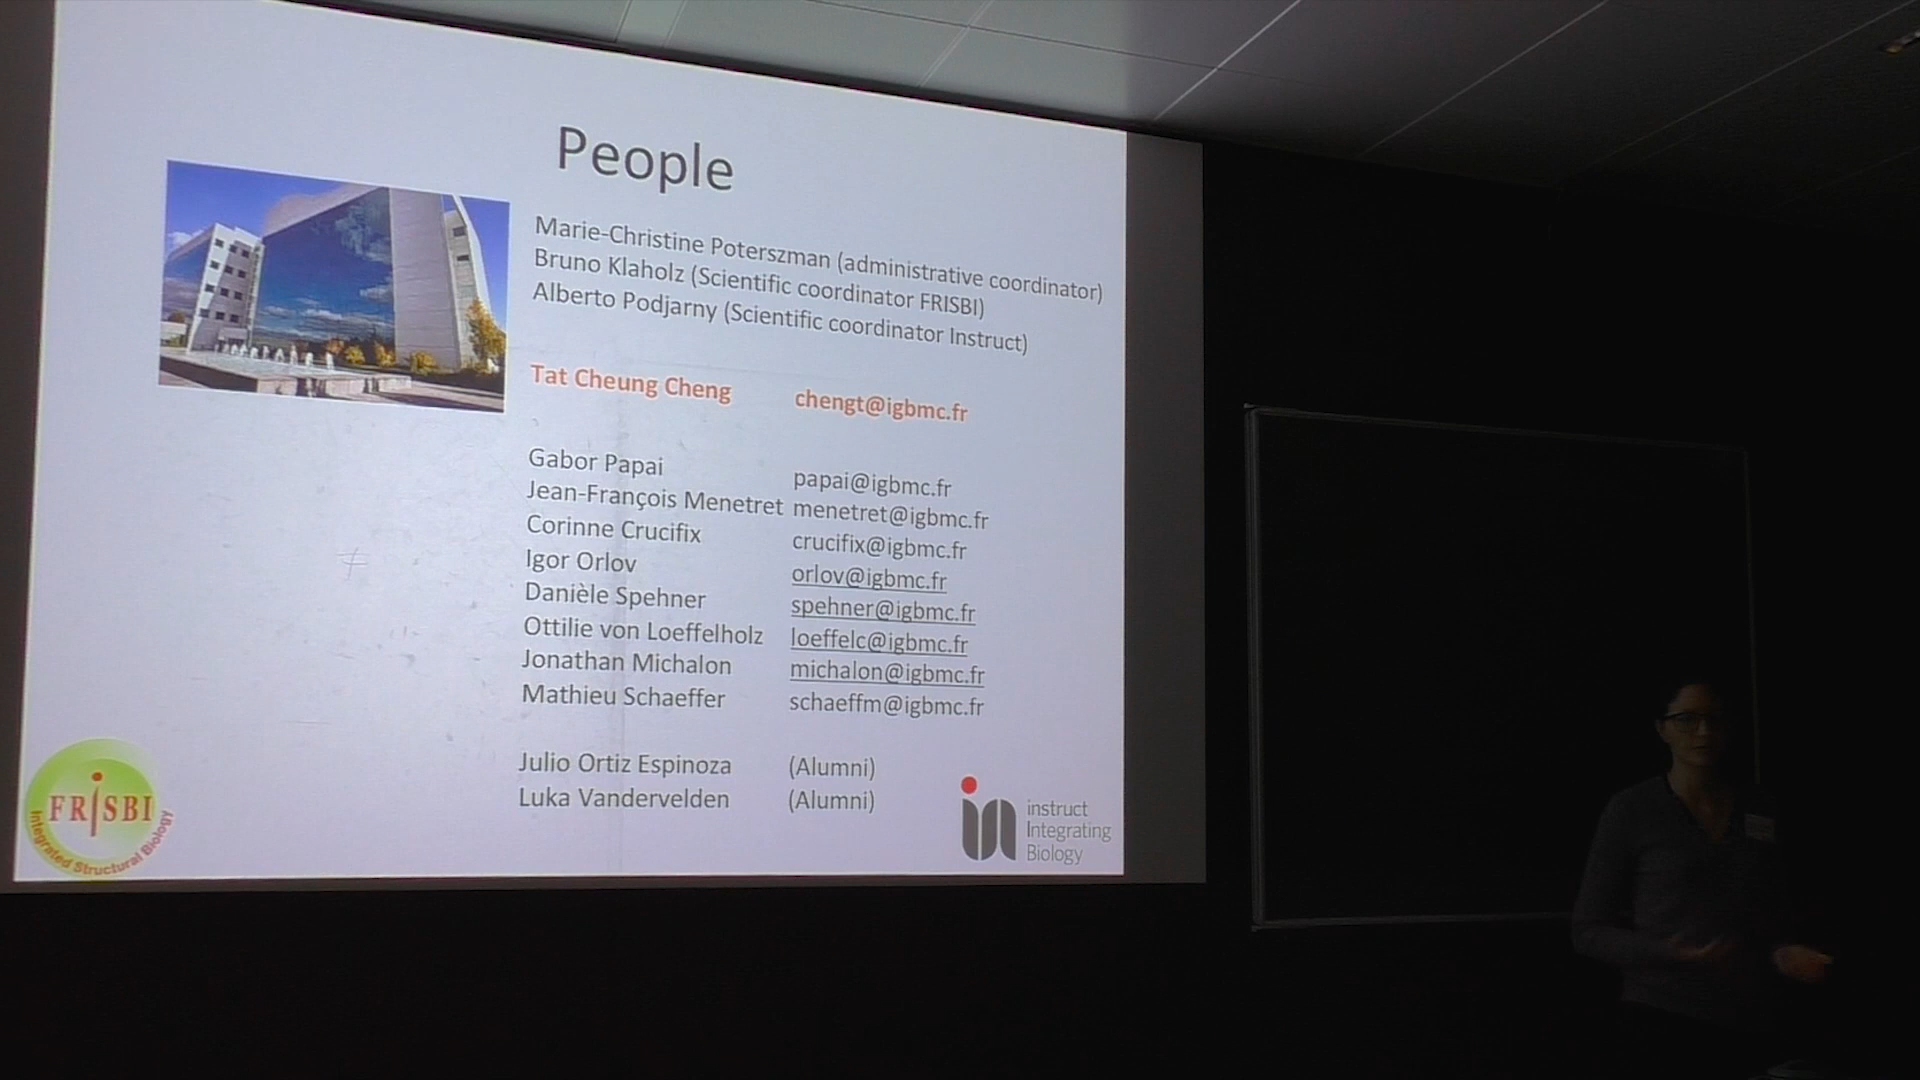 People
Marie-Christine Poterszman (administrative coordinator)
Bruno Klaholz (Scientific coordinator FRISBI)
Alberto Podjarny (Scientific coordinator Instruct)
Tat Cheung Cheng chengt@igbmc.fr
Gabor Papai papai@igbmc.fr
Jean-François Menetret menetret@igbmc.fr
Corinne Crucifix crucifix@igbmc.fr
Igor Orlov orlov@igbmc.fr
Danièle Spehner spehner@igbmc.fr
Ottilie von Loeffelholz loeffelc@igbmc.fr
Jonathan Michalon michalon@igbmc.fr
Mathieu Schaeffer schaeffm@igbmc.fr
Julio Ortiz Espinoza (Alumni)
Luka Vandervelden (Alumni)
FRISBI
Integrated Structural Biology
instruct
Integrating
Biology